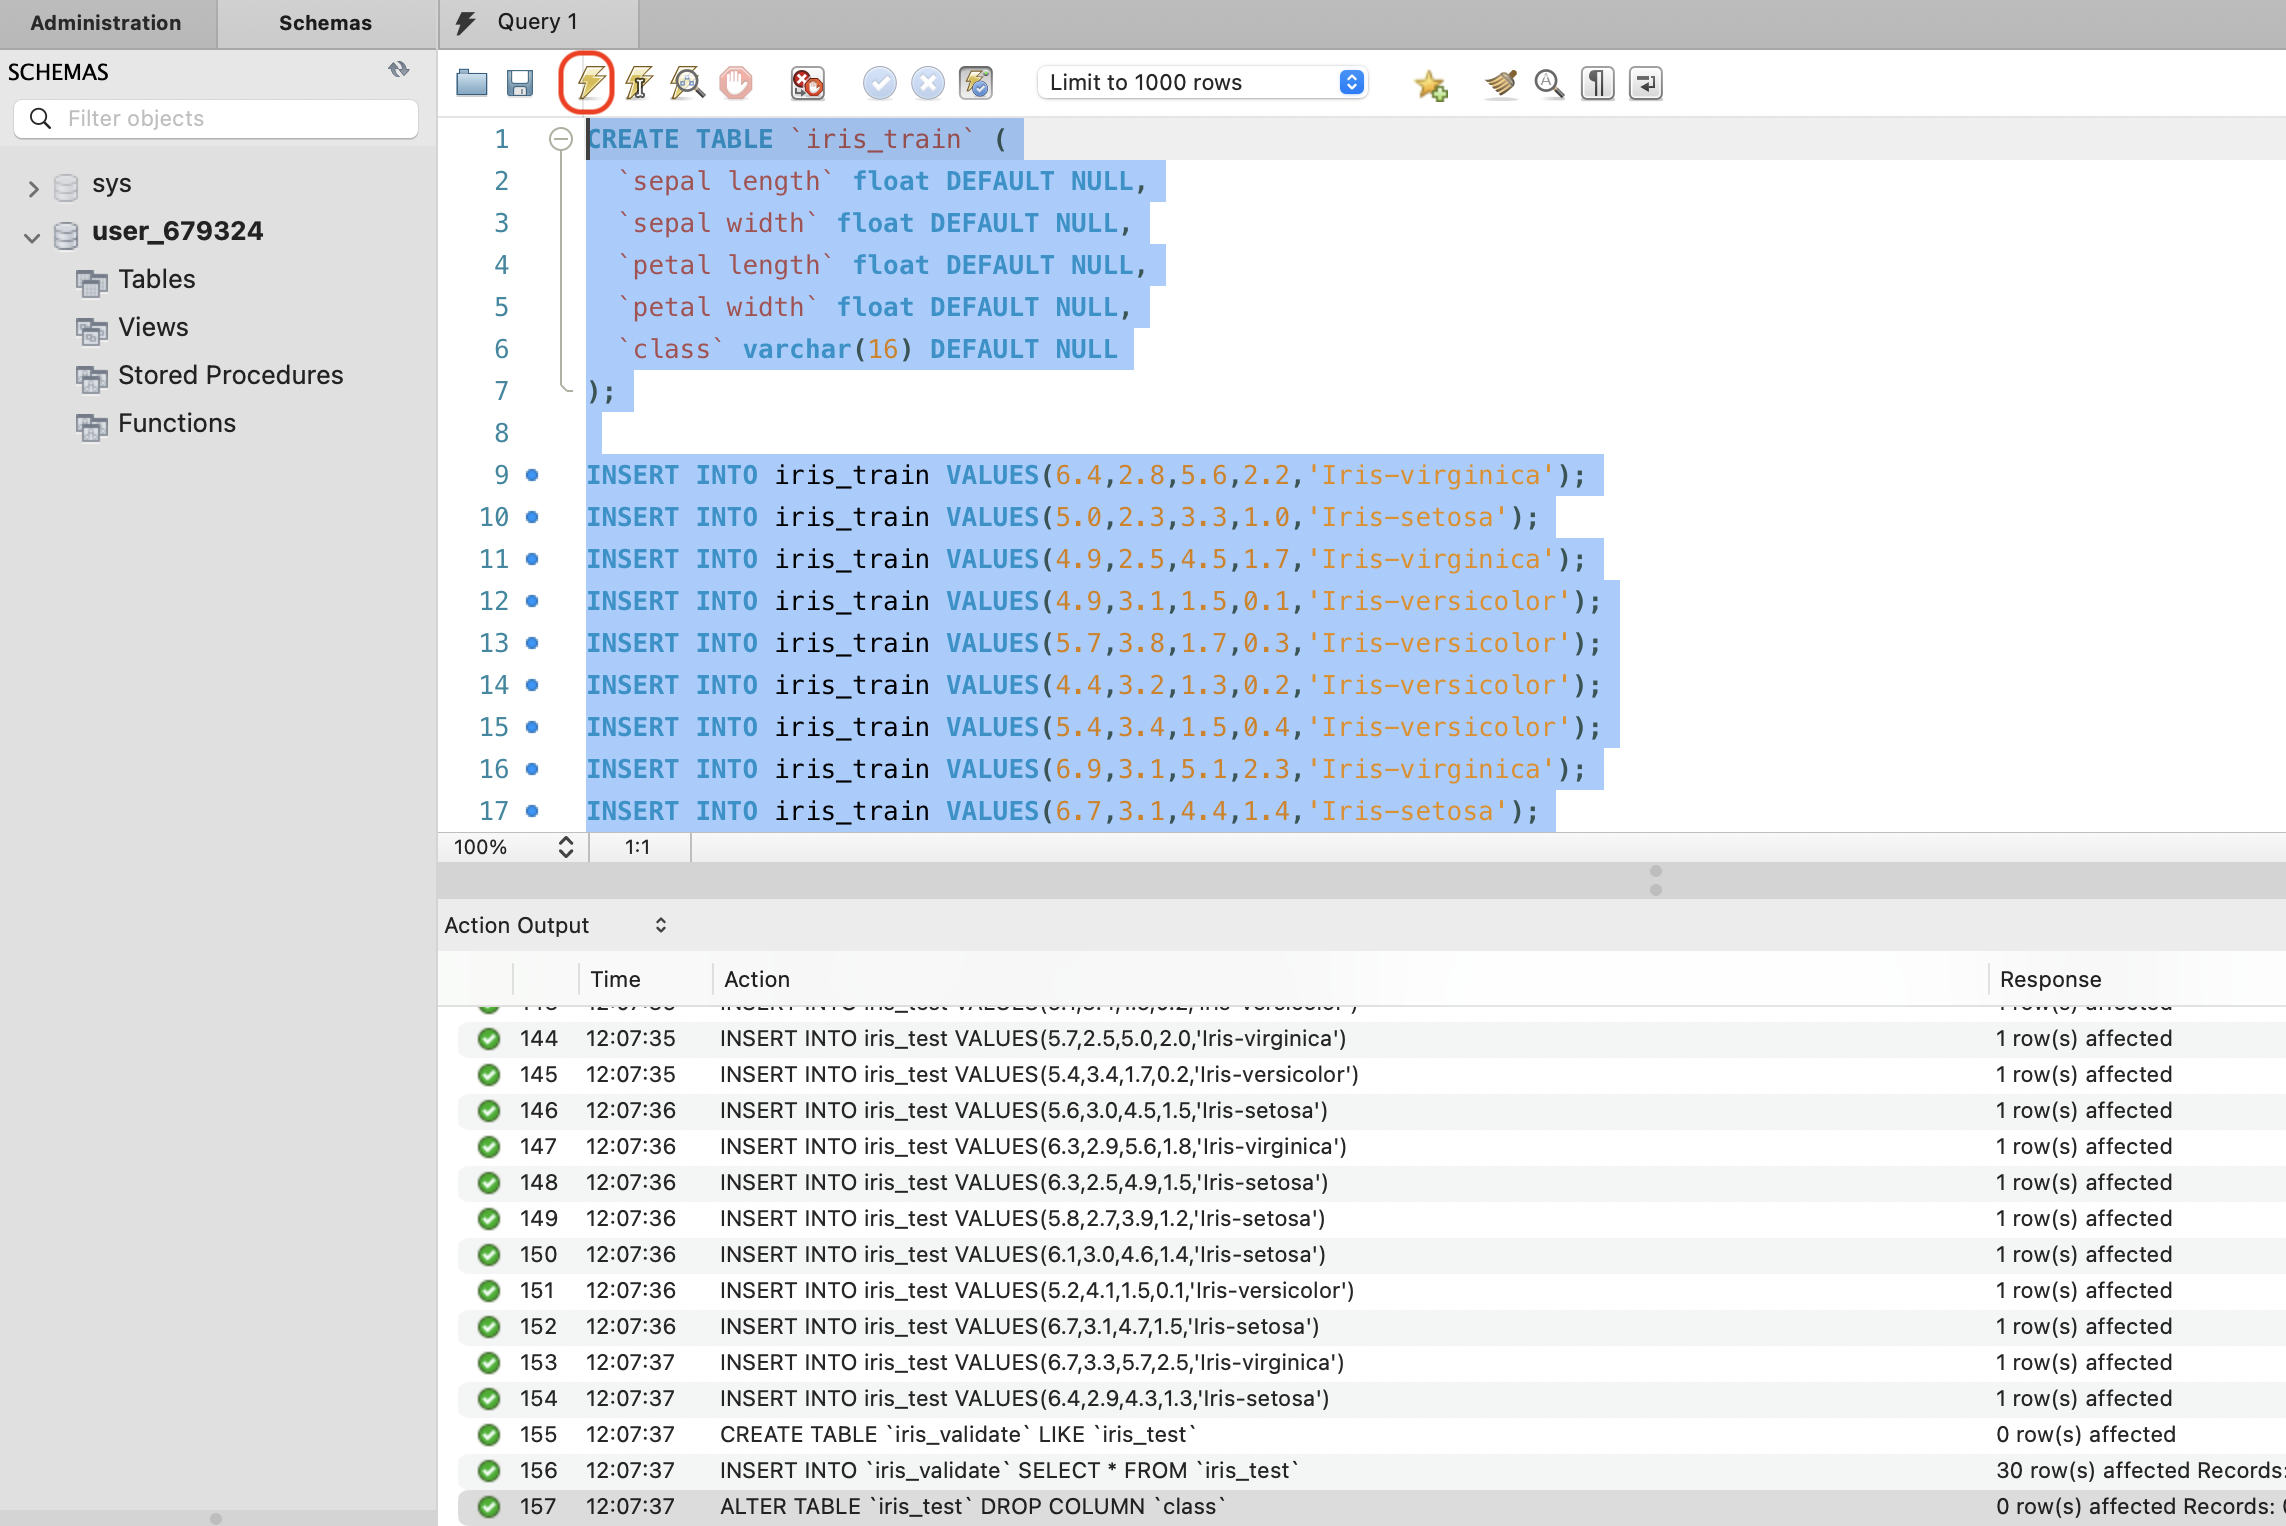 Administration
Schemas
Query 1
SCHEMAS
Filter objects
sys
user_679324
Tables
Views
Stored Procedures
Functions
Limit to 1000 rows
1 CREATE TABLE `iris_train` (
2 `sepal length` float DEFAULT NULL,
3 `sepal width` float DEFAULT NULL,
4 `petal length` float DEFAULT NULL,
5 `petal width` float DEFAULT NULL,
6 `class` varchar(16) DEFAULT NULL
7 );
8
9 INSERT INTO iris_train VALUES(6.4,2.8,5.6,2.2,'Iris-virginica');
10 INSERT INTO iris_train VALUES(5.0,2.3,3.3,1.0,'Iris-setosa');
11 INSERT INTO iris_train VALUES(4.9,2.5,4.5,1.7,'Iris-virginica');
12 INSERT INTO iris_train VALUES(4.9,3.1,1.5,0.1,'Iris-versicolor');
13 INSERT INTO iris_train VALUES(5.7,3.8,1.7,0.3,'Iris-versicolor');
14 INSERT INTO iris_train VALUES(4.4,3.2,1.3,0.2,'Iris-versicolor');
15 INSERT INTO iris_train VALUES(5.4,3.4,1.5,0.4,'Iris-versicolor');
16 INSERT INTO iris_train VALUES(6.9,3.1,5.1,2.3,'Iris-virginica');
17 INSERT INTO iris_train VALUES(6.7,3.1,4.4,1.4,'Iris-setosa');
100% 1:1
Action Output
Time Action Response
144 12:07:35 INSERT INTO iris_test VALUES(5.7,2.5,5.0,2.0,'Iris-virginica') 1 row(s) affected
145 12:07:35 INSERT INTO iris_test VALUES(5.4,3.4,1.7,0.2,'Iris-versicolor') 1 row(s) affected
146 12:07:36 INSERT INTO iris_test VALUES(5.6,3.0,4.5,1.5,'Iris-setosa') 1 row(s) affected
147 12:07:36 INSERT INTO iris_test VALUES(6.3,2.9,5.6,1.8,'Iris-virginica') 1 row(s) affected
148 12:07:36 INSERT INTO iris_test VALUES(6.3,2.5,4.9,1.5,'Iris-setosa') 1 row(s) affected
149 12:07:36 INSERT INTO iris_test VALUES(5.8,2.7,3.9,1.2,'Iris-setosa') 1 row(s) affected
150 12:07:36 INSERT INTO iris_test VALUES(6.1,3.0,4.6,1.4,'Iris-setosa') 1 row(s) affected
151 12:07:36 INSERT INTO iris_test VALUES(5.2,4.1,1.5,0.1,'Iris-versicolor') 1 row(s) affected
152 12:07:36 INSERT INTO iris_test VALUES(6.7,3.1,4.7,1.5,'Iris-setosa') 1 row(s) affected
153 12:07:37 INSERT INTO iris_test VALUES(6.7,3.3,5.7,2.5,'Iris-virginica') 1 row(s) affected
154 12:07:37 INSERT INTO iris_test VALUES(6.4,2.9,4.3,1.3,'Iris-setosa') 1 row(s) affected
155 12:07:37 CREATE TABLE `iris_validate` LIKE `iris_test` 0 row(s) affected
156 12:07:37 INSERT INTO `iris_validate` SELECT * FROM `iris_test` 30 row(s) affected Records:
157 12:07:37 ALTER TABLE `iris_test` DROP COLUMN `class` 0 row(s) affected Records: